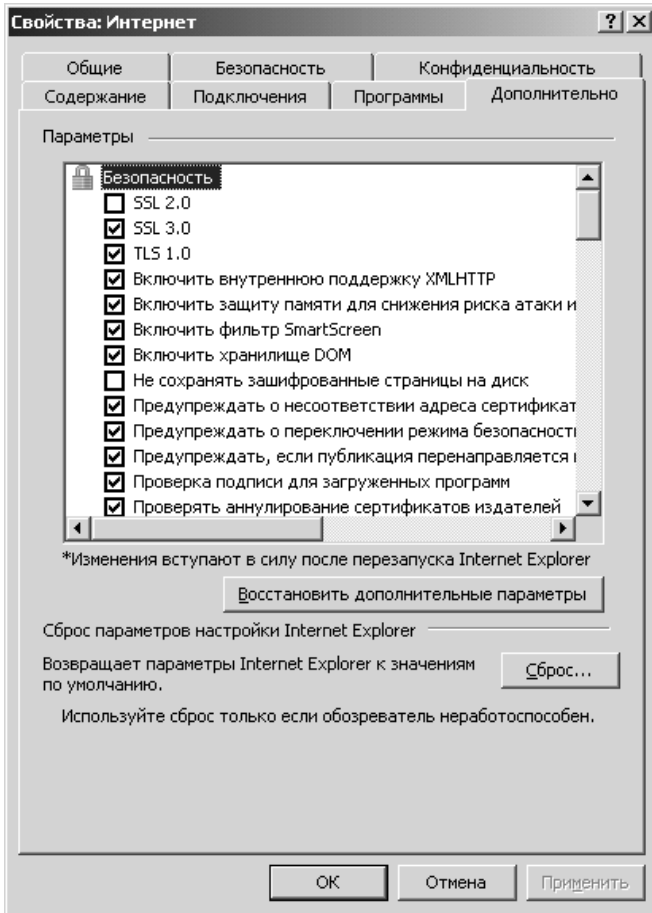 Свойства: Интернет
Общие Безопасность Конфиденциальность
Содержание Подключения Программы Дополнительно
Параметры
Безопасность
SSL 2.0
SSL 3.0
TLS 1.0
Включить внутреннюю поддержку XMLHTTP
Включить защиту памяти для снижения риска атаки и
Включить фильтр SmartScreen
Включить хранилище DOM
Не сохранять зашифрованные страницы на диск
Предупреждать о несоответствии адреса сертификат
Предупреждать о переключении режима безопасности
Предупреждать, если публикация перенаправляется
Проверка подписи для загруженных программ
Проверять аннулирование сертификатов издателей
*Изменения вступают в силу после перезапуска Internet Explorer
Восстановить дополнительные параметры
Сброс параметров настройки Internet Explorer
Возвращает параметры Internet Explorer к значениям
по умолчанию.
Сброс...
Используйте сброс только если обозреватель неработоспособен.
ОК Отмена Применить